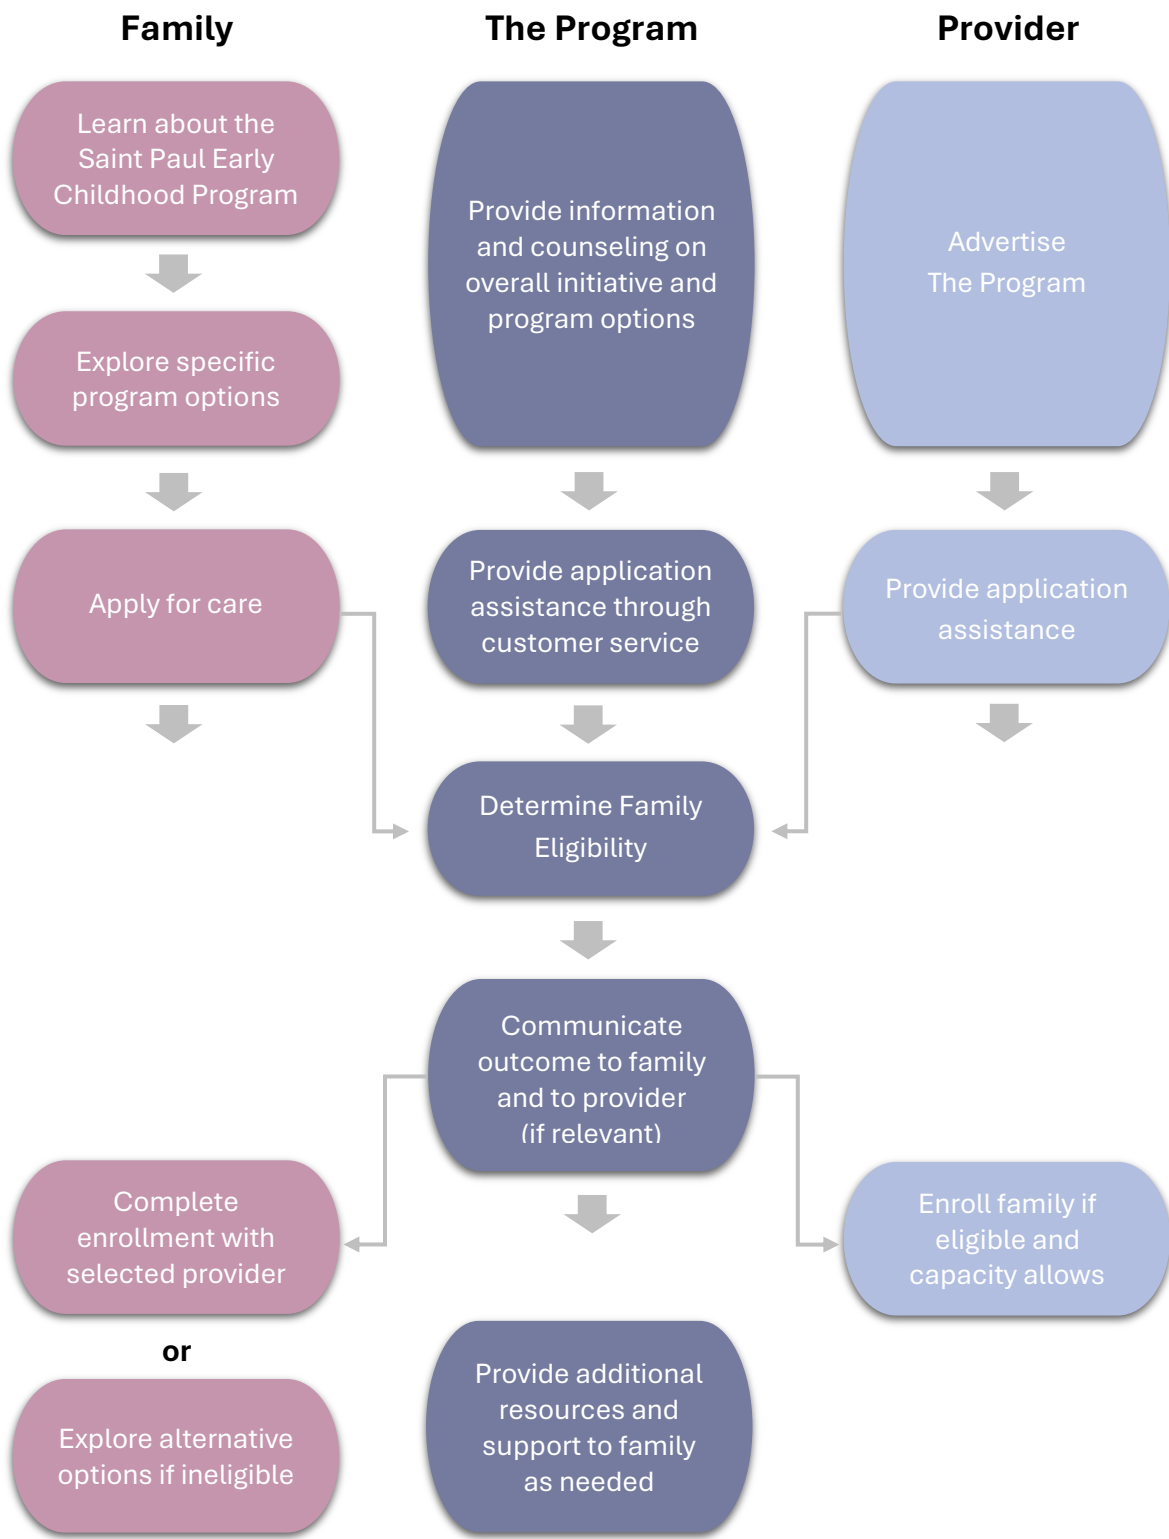 Family
The Program
Provider
Learn about the
Saint Paul Early
Childhood Program
Provide information
and counseling on
overall initiative and
program options
Advertise
The Program
Explore specific
program options
Apply for care
Provide application
assistance through
customer service
Provide application
assistance
Determine Family
Eligibility
Communicate
outcome to family
and to provider
(if relevant)
Complete
enrollment with
selected provider
Enroll family if
eligible and
capacity allows
or
Explore alternative
options if ineligible
Provide additional
resources and
support to family
as needed